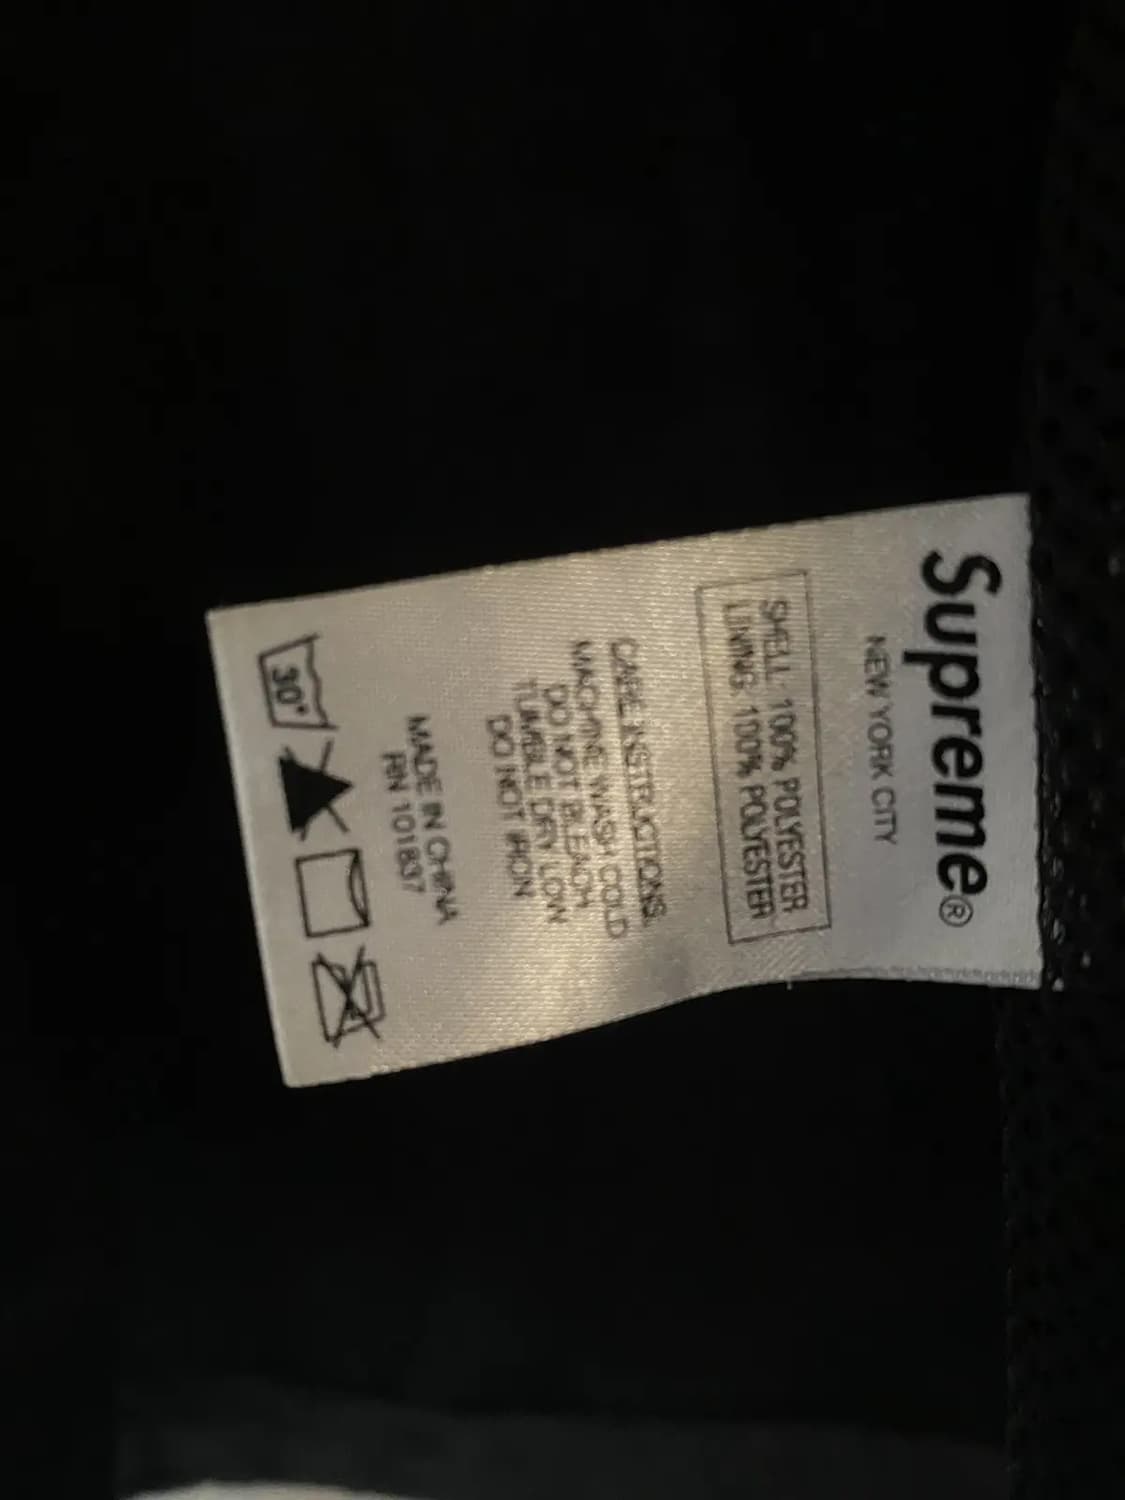 Supreme®
NEW YORK CITY
SHELL: 100% POLYESTER
LINING: 100% POLYESTER
CARE INSTRUCTIONS
MACHINE WASH COLD
DO NOT BLEACH
TUMBLE DRY LOW
DO NOT IRON
MADE IN CHINA
RN 101837
30°